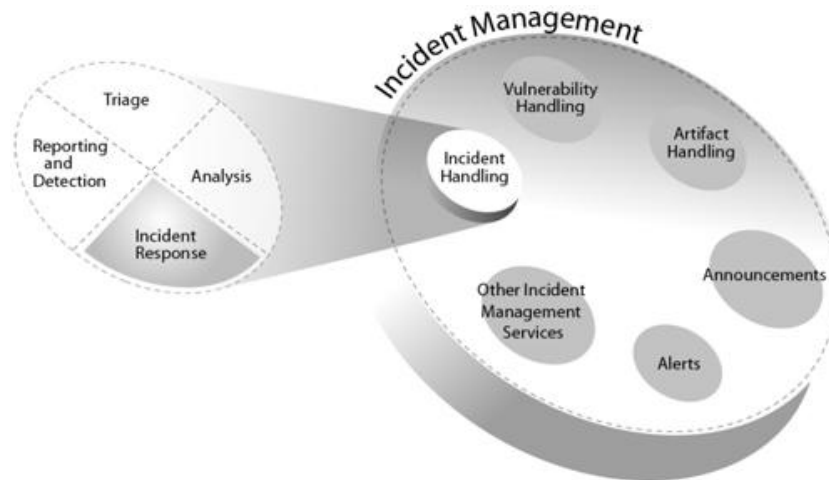 Incident Management
Triage
Reporting
and
Detection
Analysis
Incident
Response
Incident
Handling
Vulnerability
Handling
Artifact
Handling
Announcements
Other Incident
Management
Services
Alerts